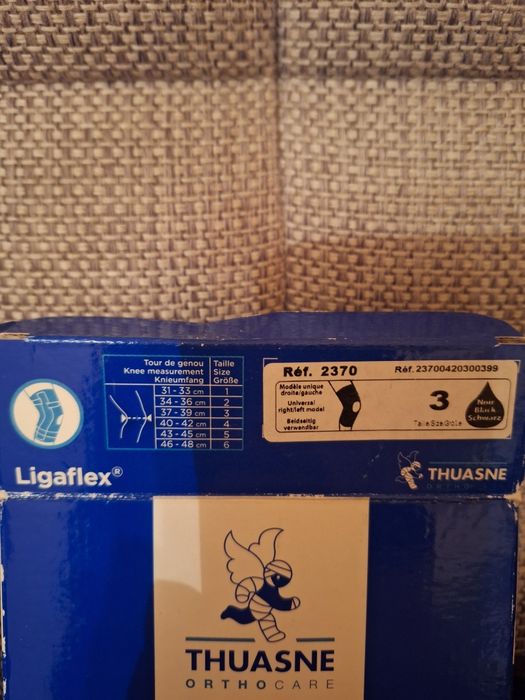 Tour de genou
Knee measurement
Knieumfang
Taille
Size
Größe
31 - 33 cm 1
34 - 36 cm 2
37 - 39 cm 3
40 - 42 cm 4
43 - 45 cm 5
46 - 48 cm 6
Ligaflex®
Réf. 2370
Réf. 23700420300399
Modèle unique
droite/gauche
Universal
right/left model
Beidseitig
verwendbar
3
Taille Size Größe
Noir
Black
Schwarz
THUASNE
ORTHO
THUASNE
ORTHOCARE